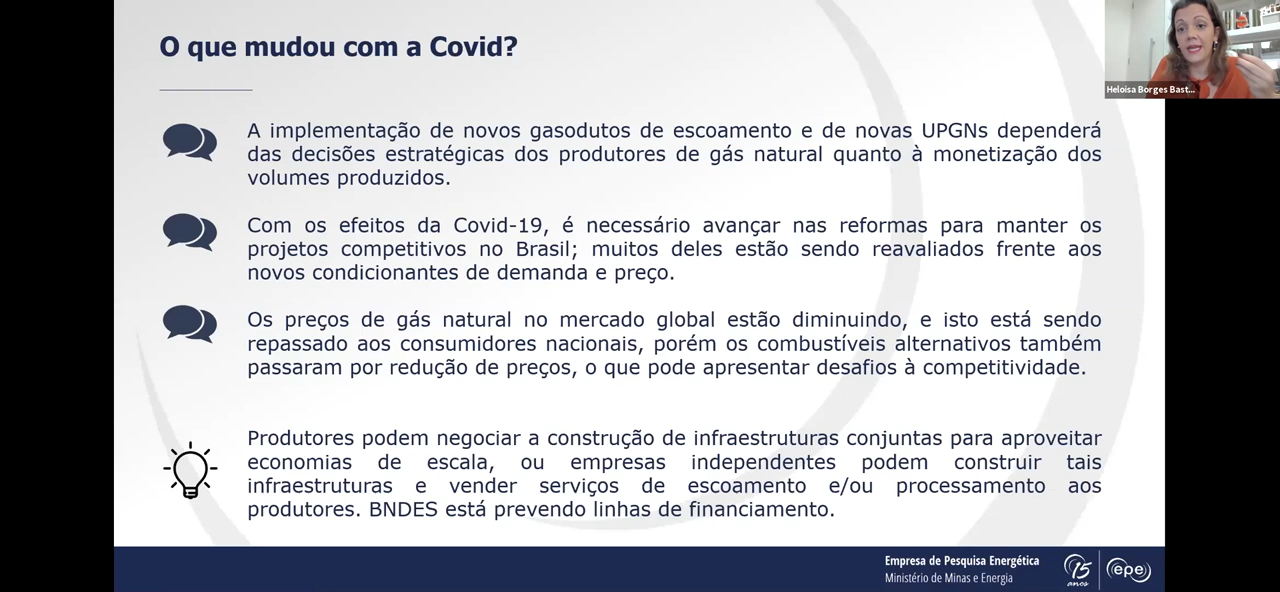 O que mudou com a Covid?
Heloisa Borges Bast...
A implementação de novos gasodutos de escoamento e de novas UPGNs dependerá
das decisões estratégicas dos produtores de gás natural quanto à monetização dos
volumes produzidos.
Com os efeitos da Covid-19, é necessário avançar nas reformas para manter os
projetos competitivos no Brasil; muitos deles estão sendo reavaliados frente aos
novos condicionantes de demanda e preço.
Os preços de gás natural no mercado global estão diminuindo, e isto está sendo
repassado aos consumidores nacionais, porém os combustíveis alternativos também
passaram por redução de preços, o que pode apresentar desafios à competitividade.
Produtores podem negociar a construção de infraestruturas conjuntas para aproveitar
economias de escala, ou empresas independentes podem construir tais
infraestruturas e vender serviços de escoamento e/ou processamento aos
produtores. BNDES está prevendo linhas de financiamento.
Empresa de Pesquisa Energética
Ministério de Minas e Energia
15
anos
epe